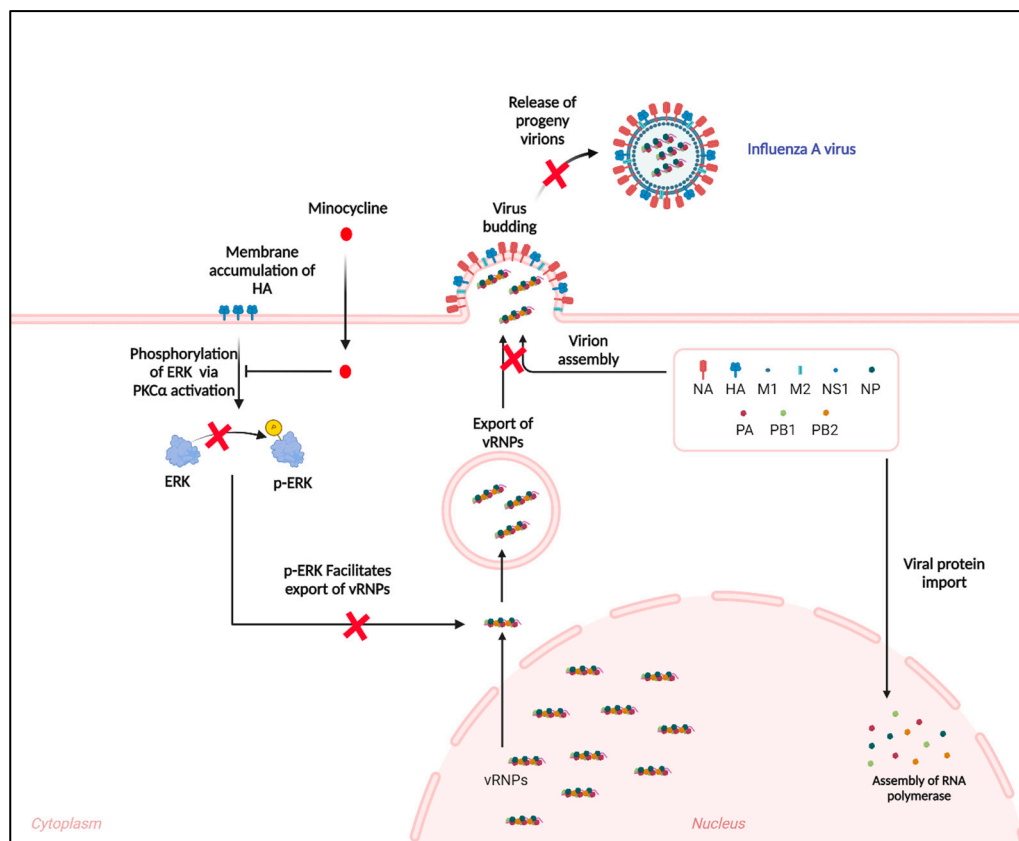 Release of
progeny
virions
Influenza A virus
Minocycline
Virus
budding
Membrane
accumulation of
HA
Phosphorylation
of ERK via
PKCα activation
Virion
assembly
NA HA M1 M2 NS1 NP
PA PB1 PB2
Export of
vRNPs
P
ERK
p-ERK
p-ERK Facilitates
export of vRNPs
Viral protein
import
vRNPs
Assembly of RNA
polymerase
Cytoplasm
Nucleus